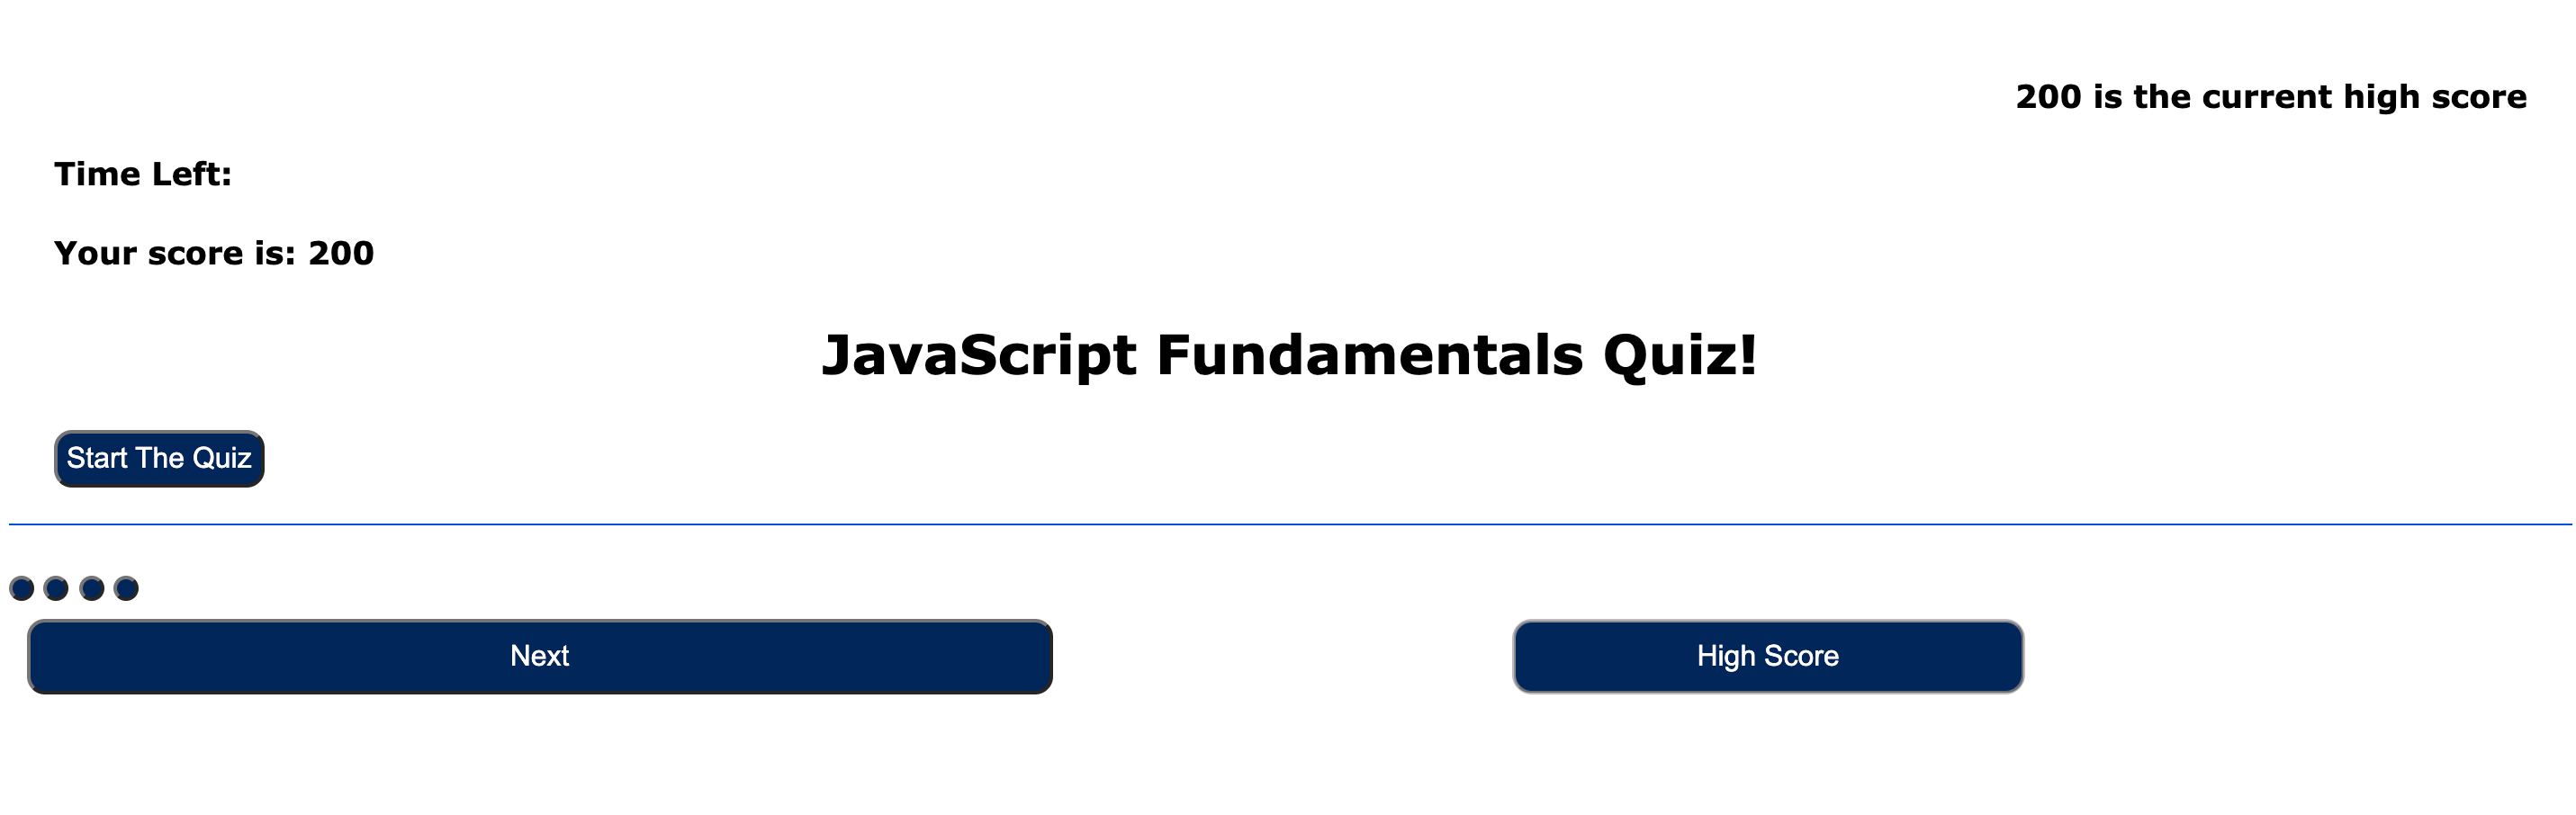 200 is the current high score
Time Left:
Your score is: 200
JavaScript Fundamentals Quiz!
Start The Quiz
Next
High Score